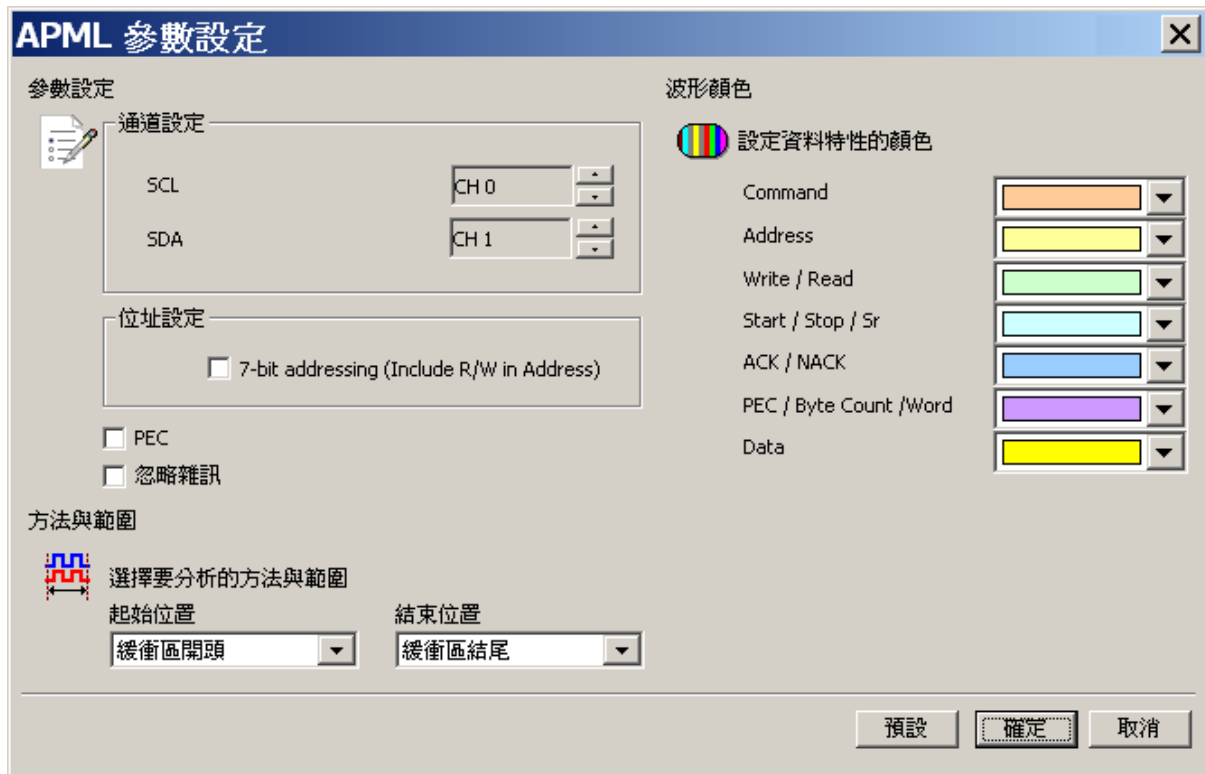 APML 參數設定
參數設定
通道設定
SCL
CH 0
SDA
CH 1
位址設定
7-bit addressing (Include R/W in Address)
PEC
忽略雜訊
波形顏色
設定資料特性的顏色
Command
Address
Write / Read
Start / Stop / Sr
ACK / NACK
PEC / Byte Count /Word
Data
方法與範圍
選擇要分析的方法與範圍
起始位置
結束位置
緩衝區開頭
緩衝區結尾
預設
確定
取消